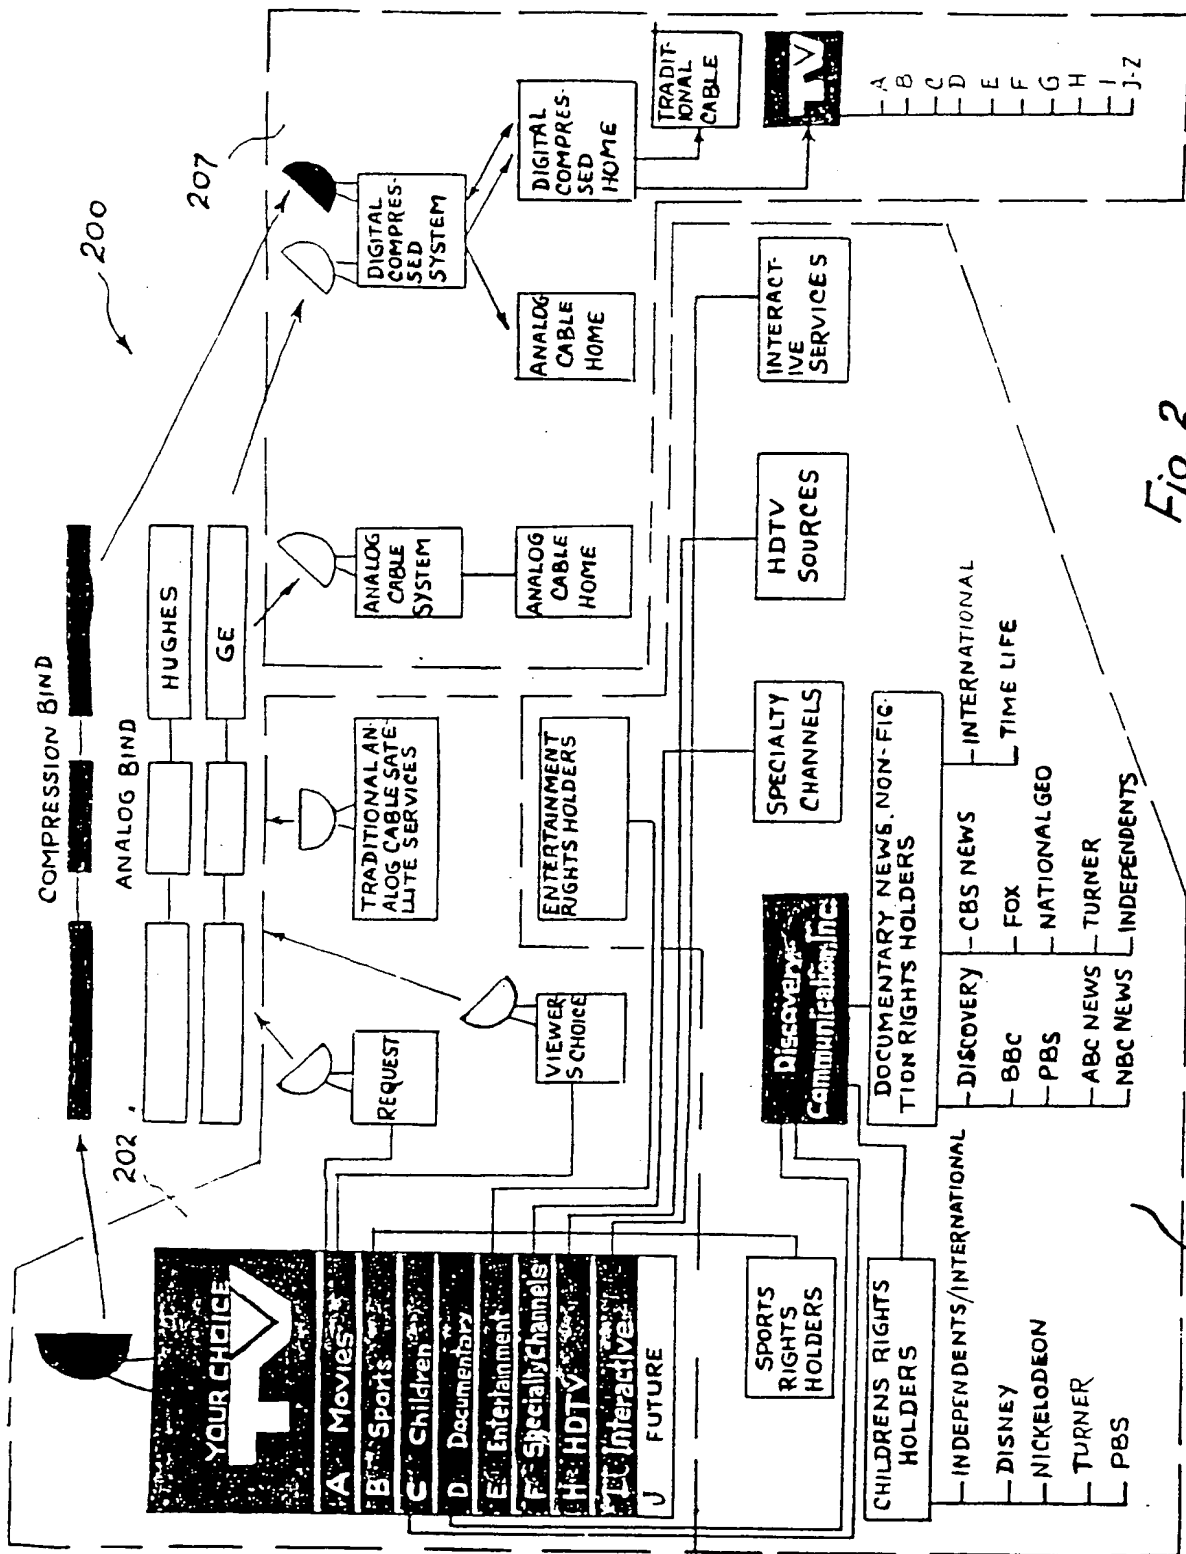 200
207
202
COMPRESSION BIND
ANALOG BIND
HUGHES
GE
YOUR CHOICE
TV
A Movies
B Sports
C Children
D Documentary
E Entertainment
F Specialty Channels
H HDTV
Interactive
J FUTURE
REQUEST
VIEWER
S CHOICE
TRADITIONAL AN-
ALOG CABLE SATE
LLITE SERVICES
ENTERTAINMENT
RIGHTS HOLDERS
ANALOG
CABLE
SYSTEM
ANALOG
CABLE
HOME
DIGITAL
COMPRES-
SED
SYSTEM
ANALOG
CABLE
HOME
DIGITAL
COMPRES-
SED
HOME
TRADIT-
IONAL
CABLE
TV
A
B
C
D
E
F
G
H
I
J-Z
SPORTS
RIGHTS
HOLDERS
Discovery
Communication Inc.
SPECIALTY
CHANNELS
HDTV
SOURCES
INTERACT-
IVE
SERVICES
CHILDRENS RIGHTS
HOLDERS
INDEPENDENTS/INTERNATIONAL
DISNEY
NICKELODEON
TURNER
PBS
DOCUMENTARY, NEWS, NON-FIC-
TION RIGHTS HOLDERS
DISCOVERY
BBC
PBS
ABC NEWS
NBC NEWS
CBS NEWS
FOX
NATIONAL GEO
TURNER
INDEPENDENTS
INTERNATIONAL
TIME LIFE
Fig. 2